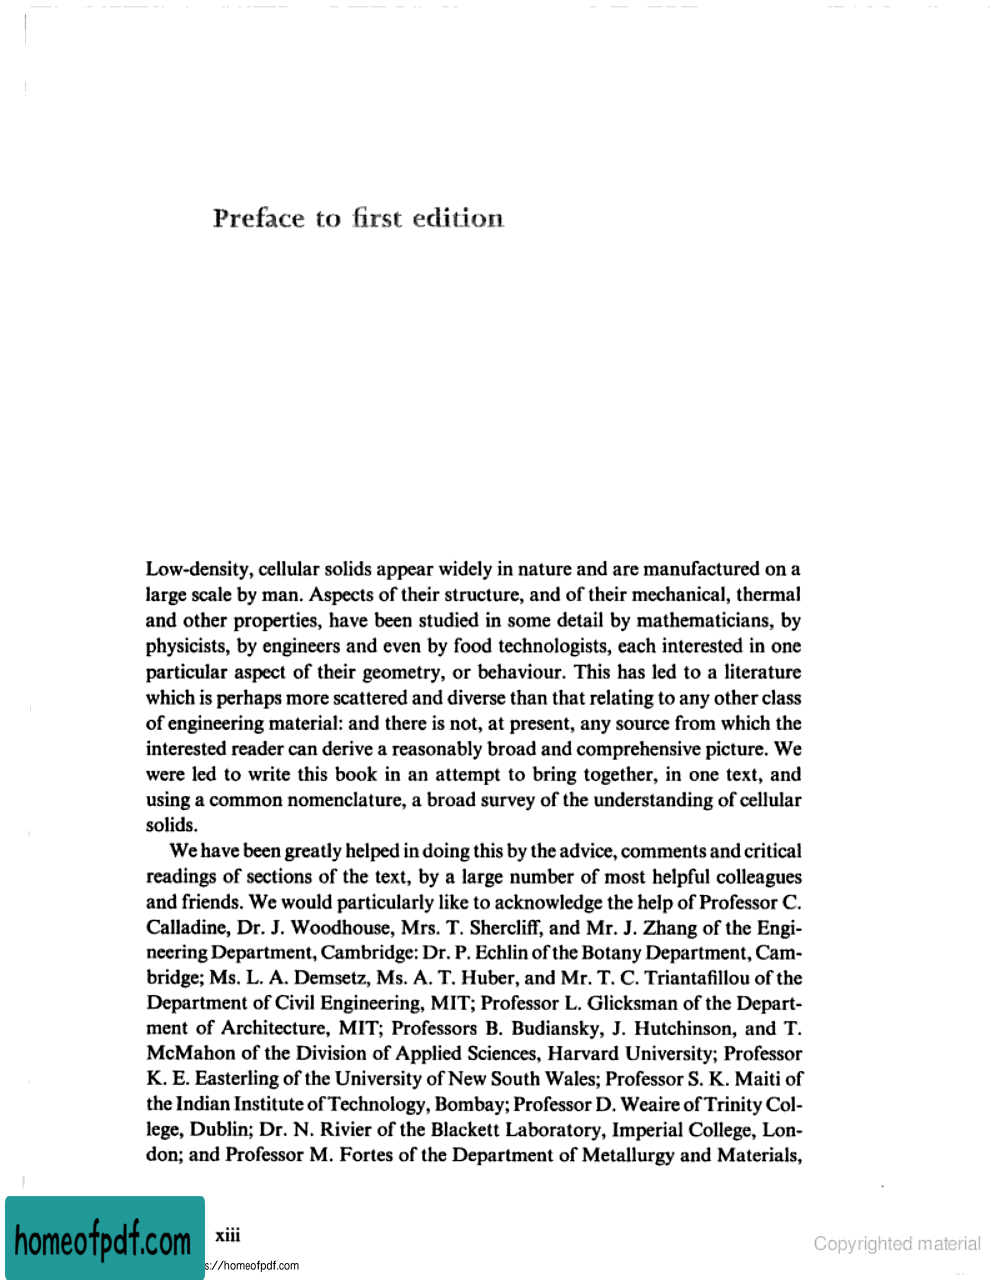 Preface to first edition
Low-density, cellular solids appear widely in nature and are manufactured on a
large scale by man. Aspects of their structure, and of their mechanical, thermal
and other properties, have been studied in some detail by mathematicians, by
physicists, by engineers and even by food technologists, each interested in one
particular aspect of their geometry, or behaviour. This has led to a literature
which is perhaps more scattered and diverse than that relating to any other class
of engineering material: and there is not, at present, any source from which the
interested reader can derive a reasonably broad and comprehensive picture. We
were led to write this book in an attempt to bring together, in one text, and
using a common nomenclature, a broad survey of the understanding of cellular
solids.
We have been greatly helped in doing this by the advice, comments and critical
readings of sections of the text, by a large number of most helpful colleagues
and friends. We would particularly like to acknowledge the help of Professor C.
Calladine, Dr. J. Woodhouse, Mrs. T. Shercliff, and Mr. J. Zhang of the Engi-
neering Department, Cambridge: Dr. P. Echlin of the Botany Department, Cam-
bridge; Ms. L. A. Demsetz, Ms. A. T. Huber, and Mr. T. C. Triantafillou of the
Department of Civil Engineering, MIT; Professor L. Glicksman of the Depart-
ment of Architecture, MIT; Professors B. Budiansky, J. Hutchinson, and T.
McMahon of the Division of Applied Sciences, Harvard University; Professor
K. E. Easterling of the University of New South Wales; Professor S. K. Maiti of
the Indian Institute of Technology, Bombay; Professor D. Weaire of Trinity Col-
lege, Dublin; Dr. N. Rivier of the Blackett Laboratory, Imperial College, Lon-
don; and Professor M. Fortes of the Department of Metallurgy and Materials,
homeofpdf.com
xiii
Copyrighted material
s://homeofpdf.com